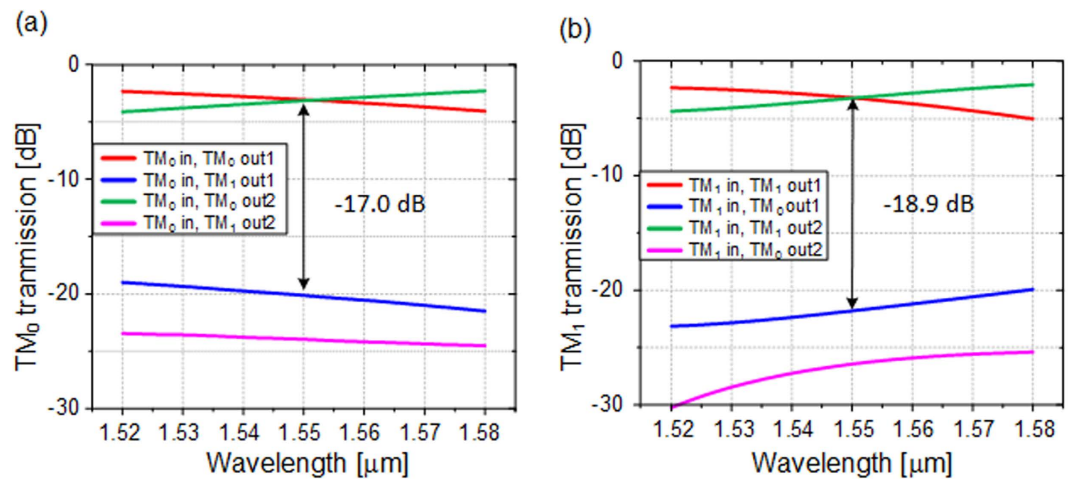 (a)
TM₀ tranmission [dB]
0
-10
-20
-30
TM₀ in, TM₀ out1
TM₀ in, TM₁ out1
TM₀ in, TM₀ out2
TM₀ in, TM₁ out2
-17.0 dB
1.52 1.53 1.54 1.55 1.56 1.57 1.58
Wavelength [μm]
(b)
TM₁ transmission [dB]
0
-10
-20
-30
TM₁ in, TM₁ out1
TM₁ in, TM₀ out1
TM₁ in, TM₁ out2
TM₁ in, TM₀ out2
-18.9 dB
1.52 1.53 1.54 1.55 1.56 1.57 1.58
Wavelength [μm]